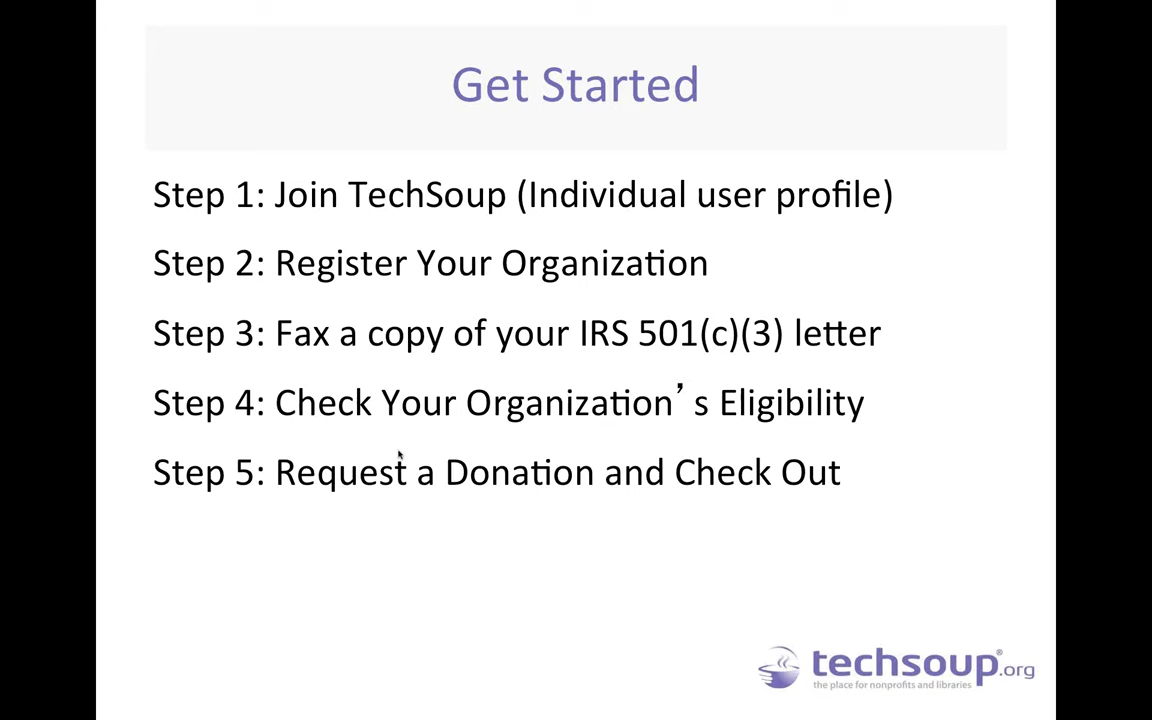 Get Started
Step 1: Join TechSoup (Individual user profile)
Step 2: Register Your Organization
Step 3: Fax a copy of your IRS 501(c)(3) letter
Step 4: Check Your Organization’s Eligibility
Step 5: Request a Donation and Check Out
techsoup®.org
the place for nonprofits and libraries